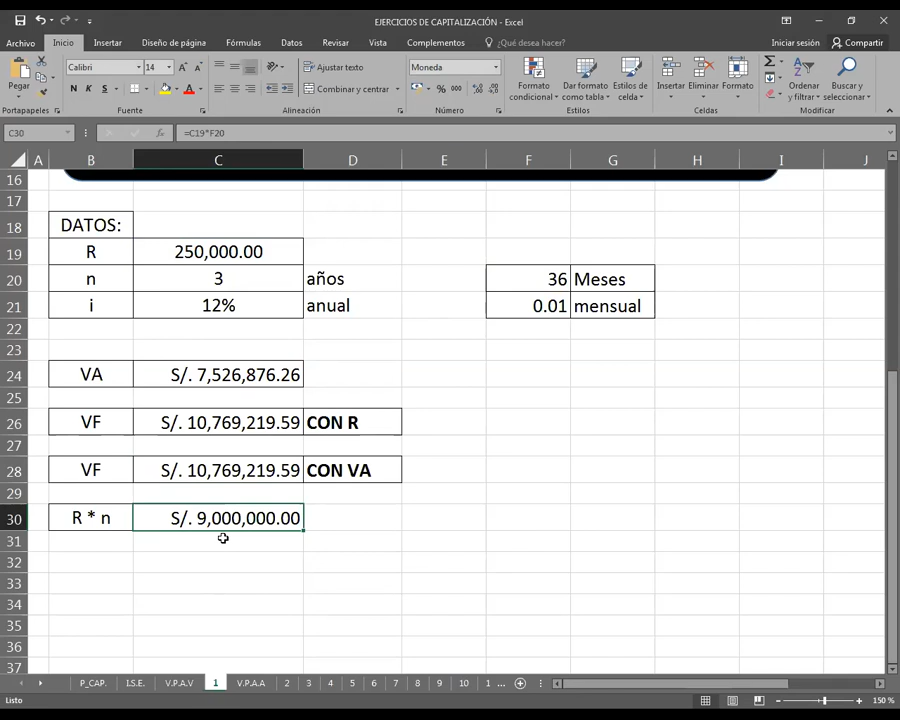 EJERCICIOS DE CAPITALIZACIÓN - Excel
Archivo Inicio Insertar Diseño de página Fórmulas Datos Revisar Vista Complementos ¿Qué desea hacer? Iniciar sesión Compartir
Pegar
Calibri 14
N K S
Ajustar texto
Combinar y centrar
Moneda
% 000
Formato condicional
Dar formato como tabla
Estilos de celda
Insertar Eliminar Formato
Ordenar y filtrar
Buscar y seleccionar
Portapapeles Fuente Alineación Número Estilos Celdas
C30 fx =C19*F20
A B C D E F G H I J
16
17
18 DATOS:
19 R 250,000.00
20 n 3 años 36 Meses
21 i 12% anual 0.01 mensual
22
23
24 VA S/. 7,526,876.26
25
26 VF S/. 10,769,219.59 CON R
27
28 VF S/. 10,769,219.59 CON VA
29
30 R * n S/. 9,000,000.00
31
32
33
34
35
36
37
P_CAP. I.S.E. V.P.A.V 1 V.P.A.A 2 3 4 5 6 7 8 9 10 1 ...
Listo 150 %